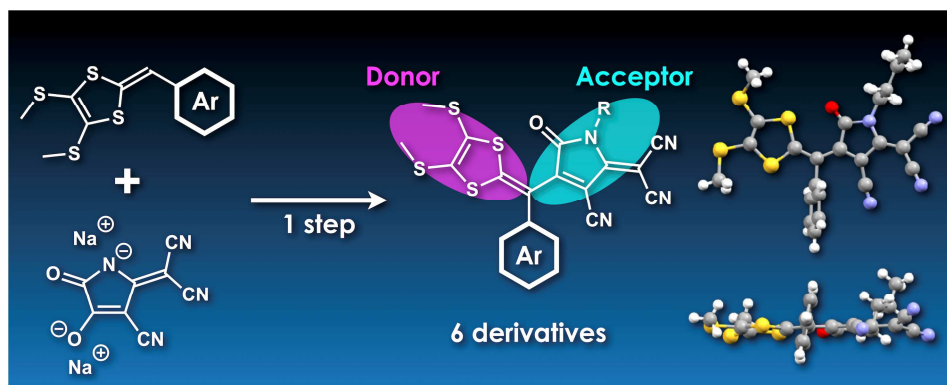 S
S
S
S
Ar
+
Na ⊕
N ⊖
O
CN
CN
CN
⊖
O
Na ⊕
1 step
Donor
Acceptor
S
S
S
S
O
N
R
CN
CN
CN
Ar
6 derivatives